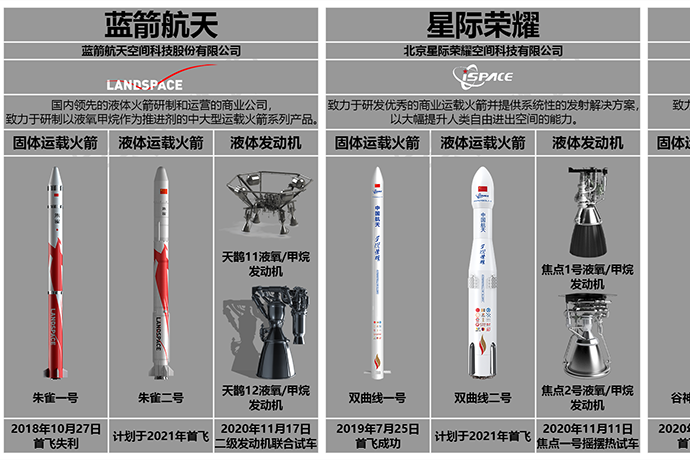 蓝箭航天
蓝箭航天空间科技股份有限公司
LANDSPACE
国内领先的液体火箭研制和运营的商业公司，
致力于研制以液氧甲烷作为推进剂的中大型运载火箭系列产品。
固体运载火箭
液体运载火箭
液体发动机
LANDSPACE
LANDSPACE
天鹊11液氧/甲烷
发动机
天鹊12液氧/甲烷
发动机
朱雀一号
朱雀二号
2018年10月27日
首飞失利
计划于2021年首飞
2020年11月17日
二级发动机联合试车
星际荣耀
北京星际荣耀空间科技有限公司
iSPACE
致力于研发优秀的商业运载火箭并提供系统性的发射解决方案，
以大幅提升人类自由进出空间的能力。
固体运载火箭
液体运载火箭
液体发动机
中国航天
中国航天
焦点1号液氧/甲烷
发动机
焦点2号液氧/甲烷
发动机
双曲线一号
双曲线二号
2019年7月25日
首飞成功
计划于2021年首飞
2020年11月11日
焦点一号摇摆热试车
致力
固体运
谷神
2020
首